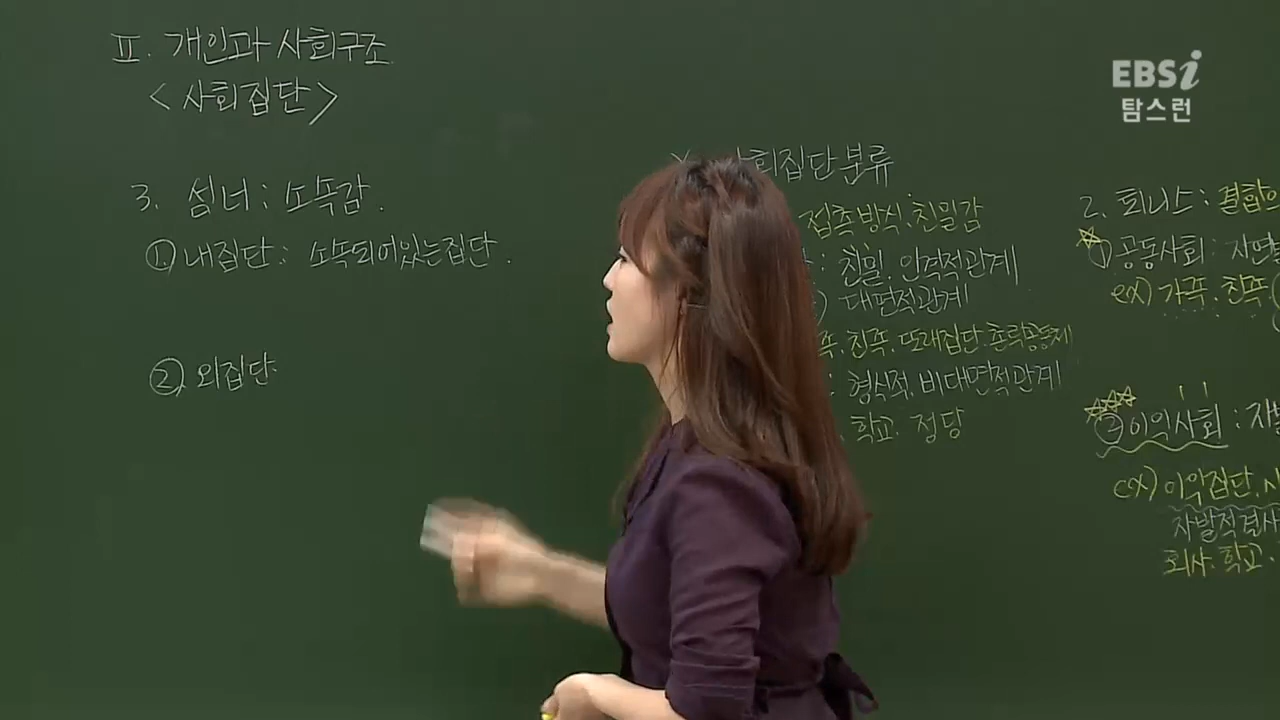 Ⅱ. 개인과 사회구조
<사회집단>
3. 섬너 : 소속감.
① 내집단 : 소속되어있는집단.
② 외집단
사회집단분류
접촉방식, 친밀감
: 친밀, 인격적관계
대면적관계
친족, 또래집단, 촌락공동체
: 형식적, 비대면적관계
학교. 정당
2. 퇴니스 : 결합의
① 공동사회 : 자연
ex) 가족. 친족.
② 이익사회 : 자발
ex) 이익집단, 시
자발적결사
회사. 학교.
EBSi
탐스런